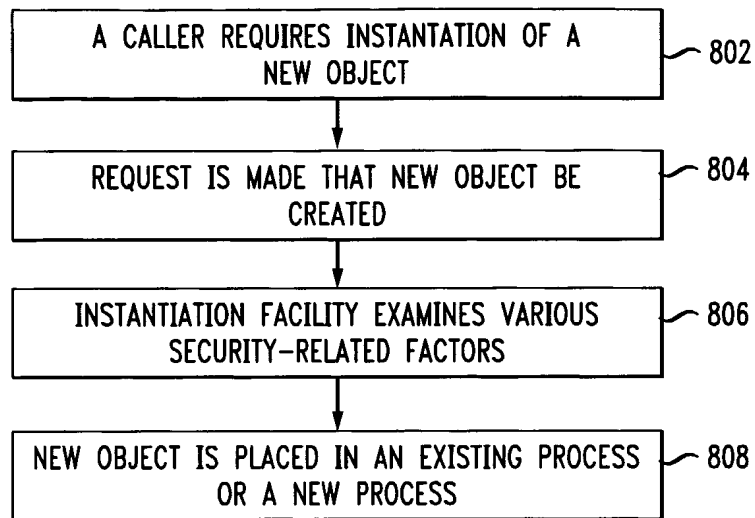 A CALLER REQUIRES INSTANTATION OF A
NEW OBJECT
802
REQUEST IS MADE THAT NEW OBJECT BE
CREATED
804
INSTANTIATION FACILITY EXAMINES VARIOUS
SECURITY-RELATED FACTORS
806
NEW OBJECT IS PLACED IN AN EXISTING PROCESS
OR A NEW PROCESS
808